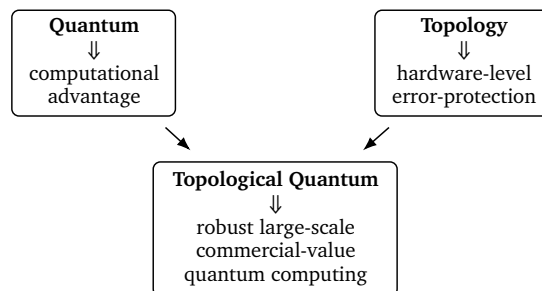 Quantum
⇓
computational
advantage
Topology
⇓
hardware-level
error-protection
Topological Quantum
⇓
robust large-scale
commercial-value
quantum computing